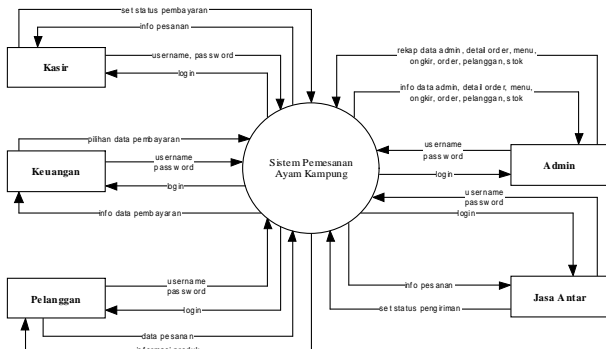 set status pembayaran
info pesanan
Kasir
username, password
login
rekap data admin, detail order, menu,
ongkir, order, pelanggan, stok
info data admin, detail order, menu,
ongkir, order, pelanggan, stok
pilihan data pembayaran
Keuangan
username
password
login
info data pembayaran
Sistem Pemesanan
Ayam Kampung
username
password
login
Admin
username
password
login
info pesanan
Jasa Antar
set status pengiriman
Pelanggan
username
password
login
data pesanan
informasi produk